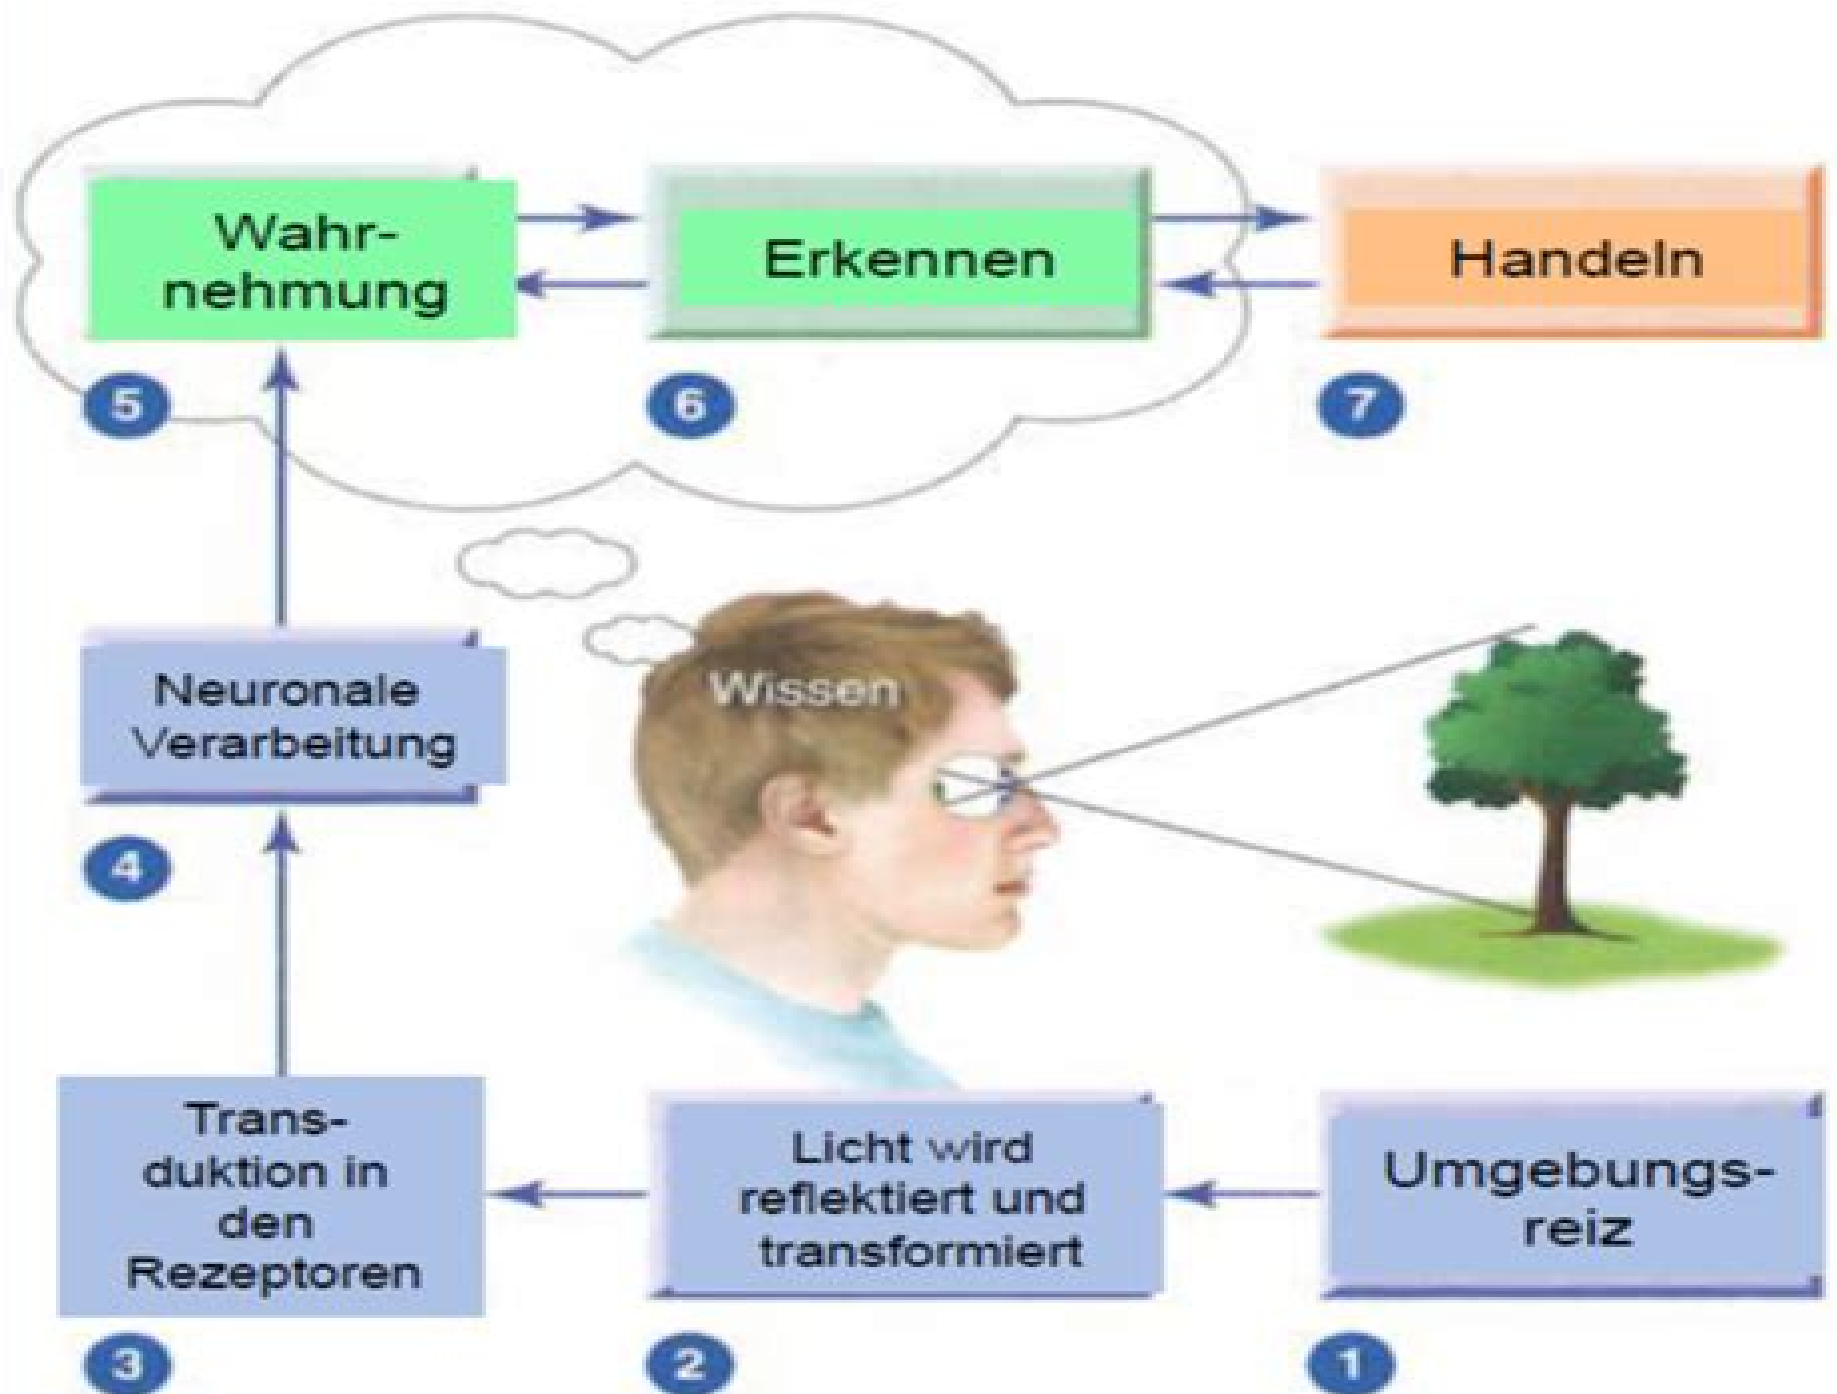 Wahr-
nehmung
Erkennen
Handeln
5
6
7
Neuronale
Verarbeitung
Wissen
4
Trans-
duktion in
den
Rezeptoren
Licht wird
reflektiert und
transformiert
Umgebungs-
reiz
3
2
1